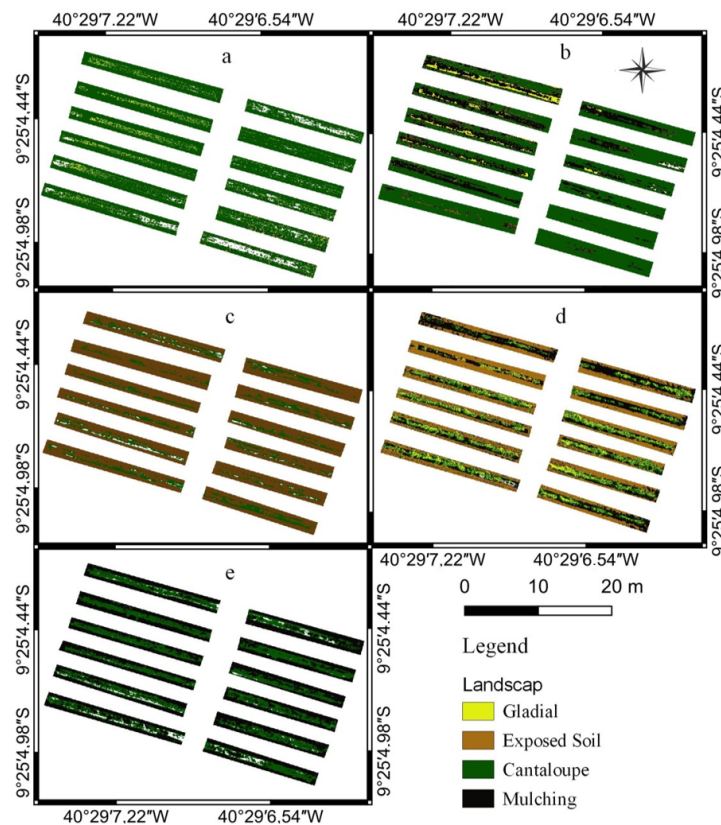 40°29'7.22"W 40°29'6.54"W 40°29'7.22"W 40°29'6.54"W
a
b
9°25'4.44"S
9°25'4.98"S
9°25'4.44"S
9°25'4.98"S
c
d
9°25'4.44"S
9°25'4.98"S
9°25'4.44"S
9°25'4.98"S
e
40°29'7,22"W 40°29'6.54"W
9°25'4.44"S
9°25'4.98"S
9°25'4.44"S
9°25'4.98"S
0 10 20 m
Legend
Landscap
Gladial
Exposed Soil
Cantaloupe
Mulching
40°29'7,22"W 40°29'6.54"W